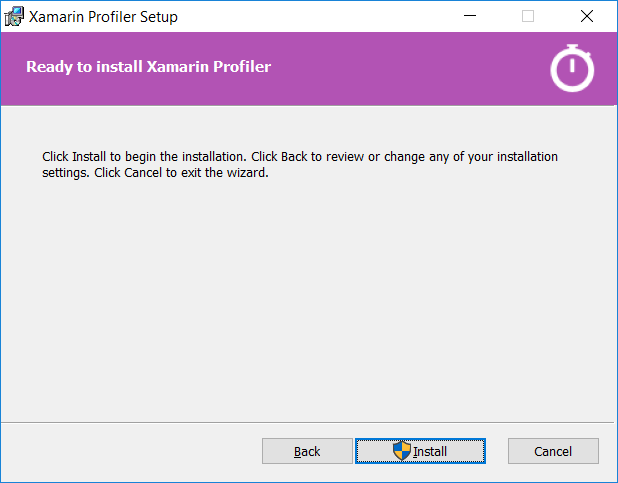 Xamarin Profiler Setup
Ready to install Xamarin Profiler
Click Install to begin the installation. Click Back to review or change any of your installation
settings. Click Cancel to exit the wizard.
Back
Install
Cancel